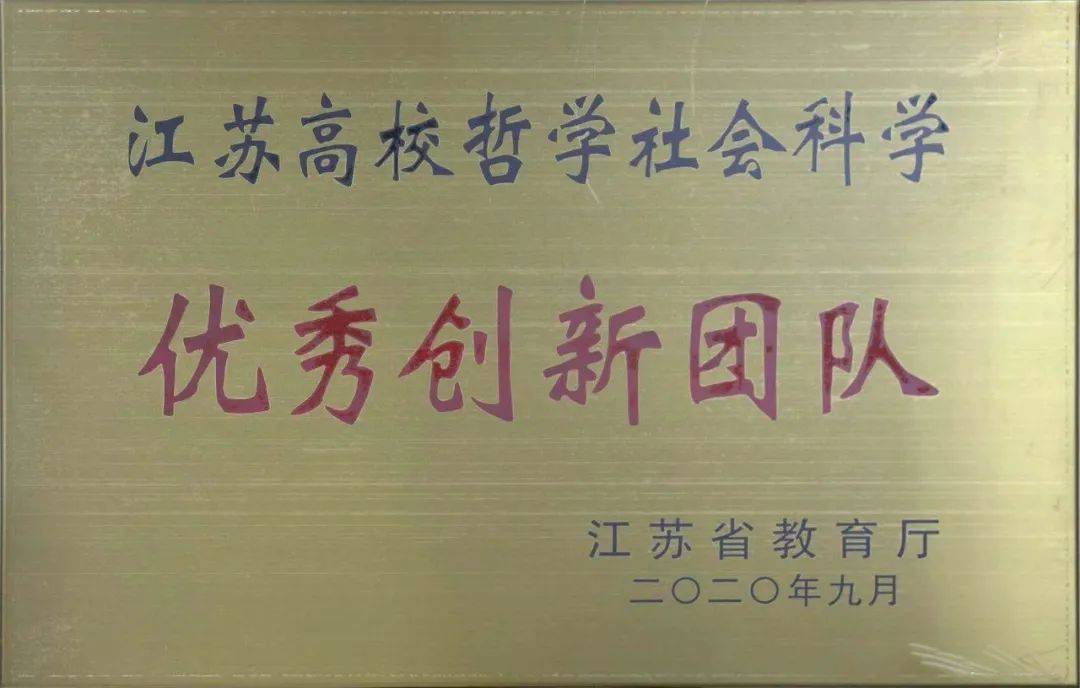 江苏高校哲学社会科学
优秀创新团队
江苏省教育厅
二〇二〇年九月